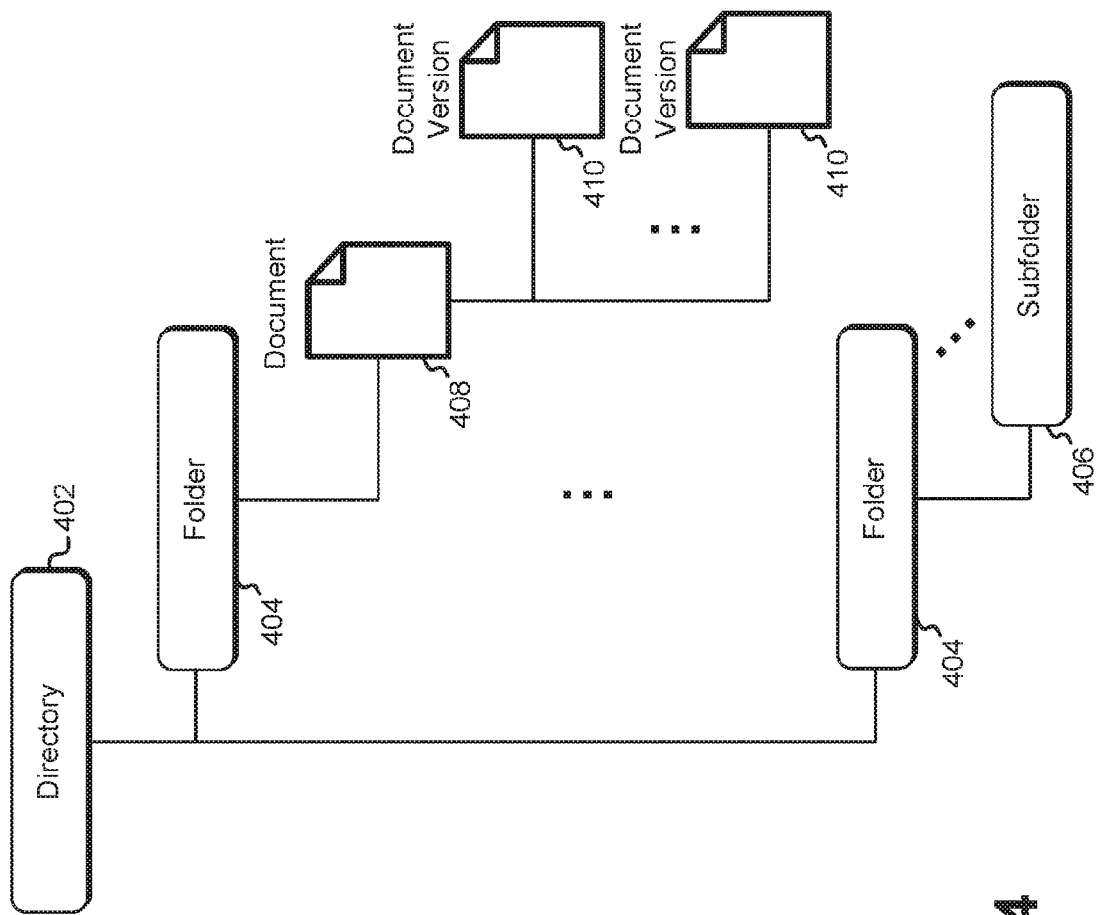 Directory
402
Folder
404
Document
408
Document
Version
410
Document
Version
410
Folder
404
Subfolder
406
4